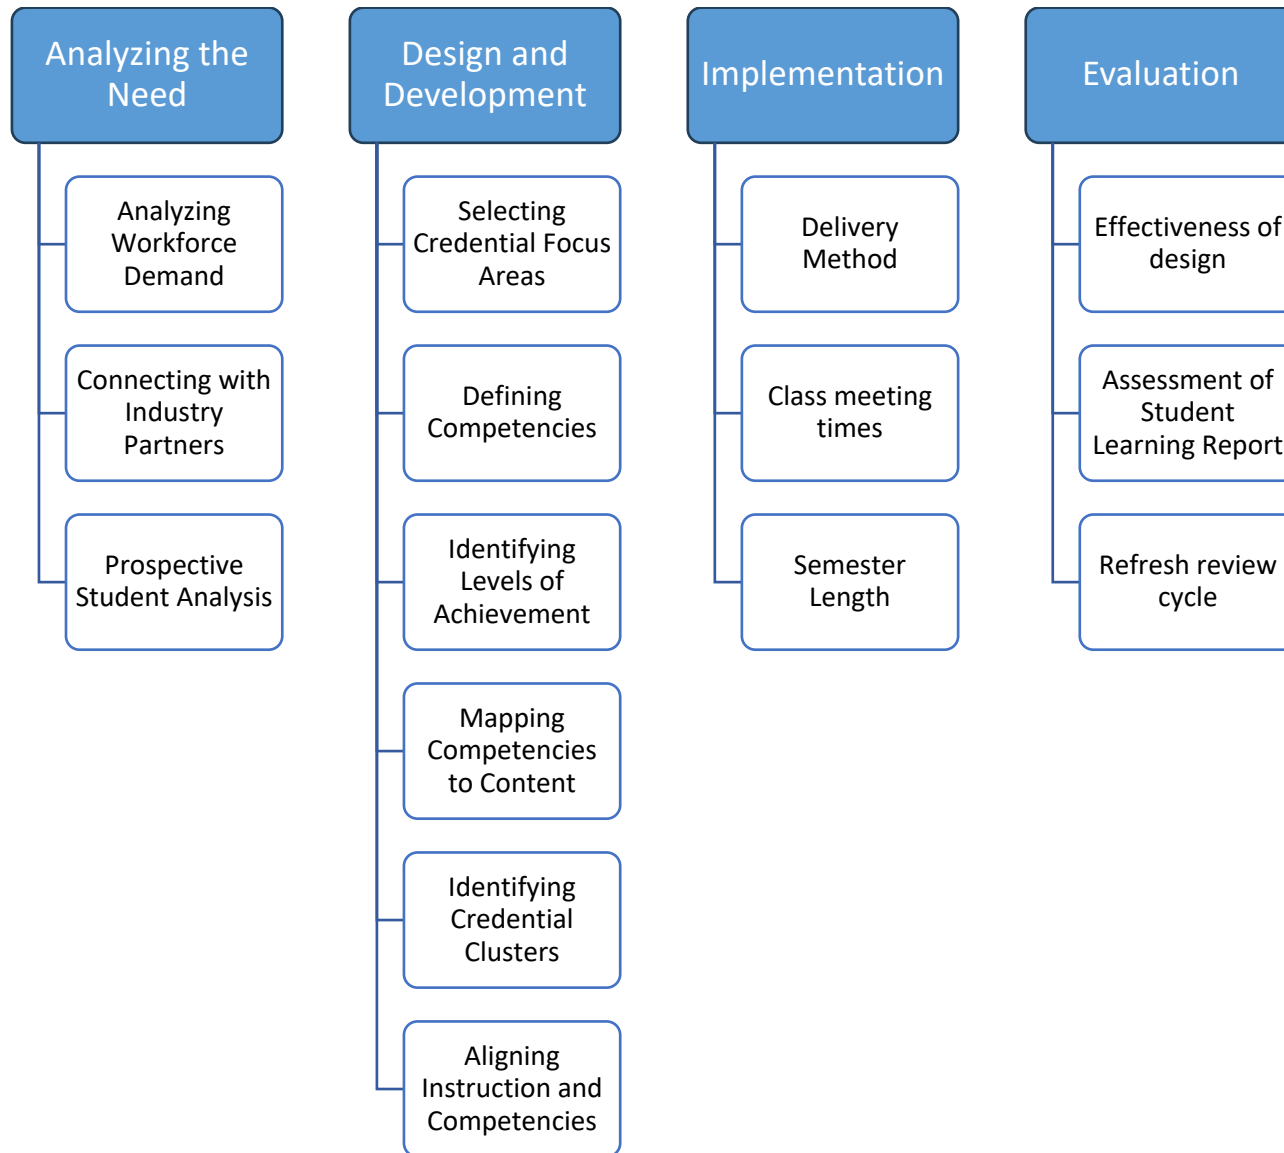 Analyzing the
Need
Analyzing
Workforce
Demand
Connecting with
Industry
Partners
Prospective
Student Analysis
Design and
Development
Selecting
Credential Focus
Areas
Defining
Competencies
Identifying
Levels of
Achievement
Mapping
Competencies
to Content
Identifying
Credential
Clusters
Aligning
Instruction and
Competencies
Implementation
Delivery
Method
Class meeting
times
Semester
Length
Evaluation
Effectiveness of
design
Assessment of
Student
Learning Report
Refresh review
cycle